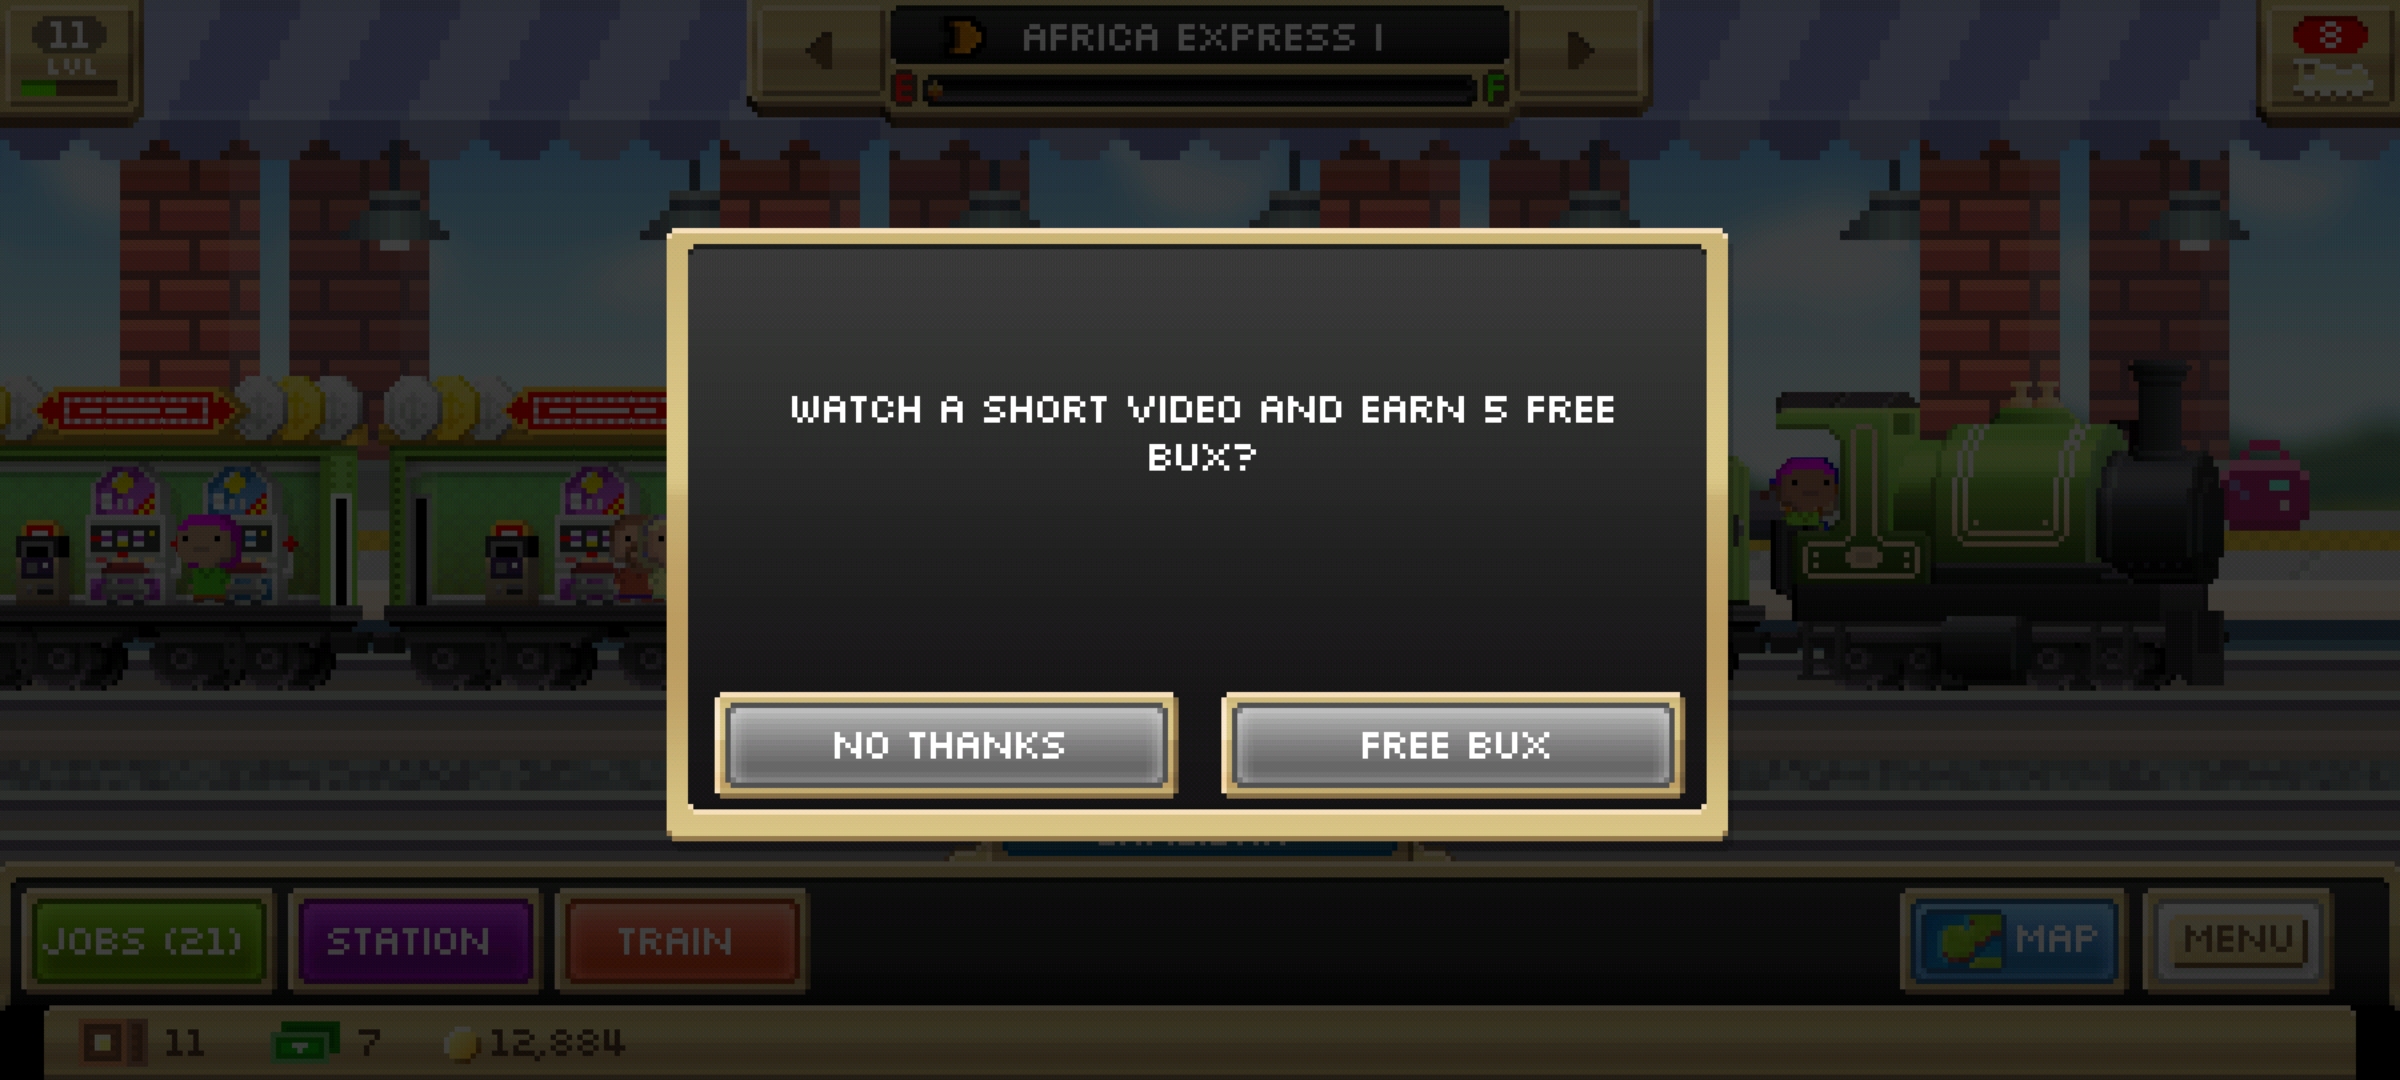 11
LVL
AFRICA EXPRESS 1
E
F
8
WATCH A SHORT VIDEO AND EARN 5 FREE
BUX?
NO THANKS
FREE BUX
JOBS (21)
STATION
TRAIN
MAP
MENU
11
7
12,884